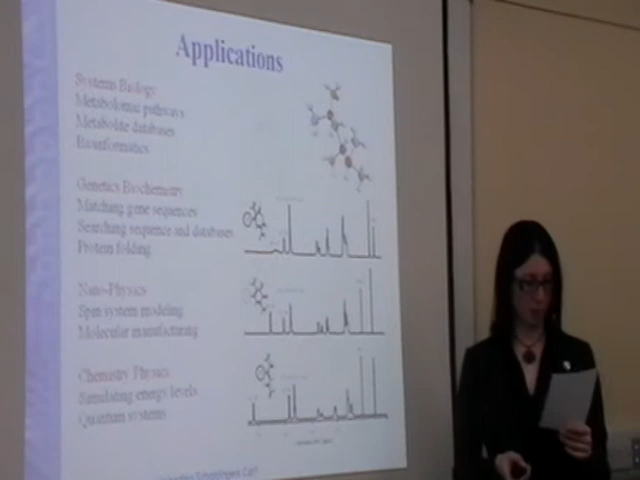 Applications
Systems Biology
Metabolomic pathways
Metabolite databases
Bioinformatics
Genetics Biochemistry
Matching gene sequences
Searching sequence and databases
Protein folding
Nano-Physics
Spin system modeling
Molecular manufacturing
Chemistry Physics
Simulating energy levels
Quantum systems